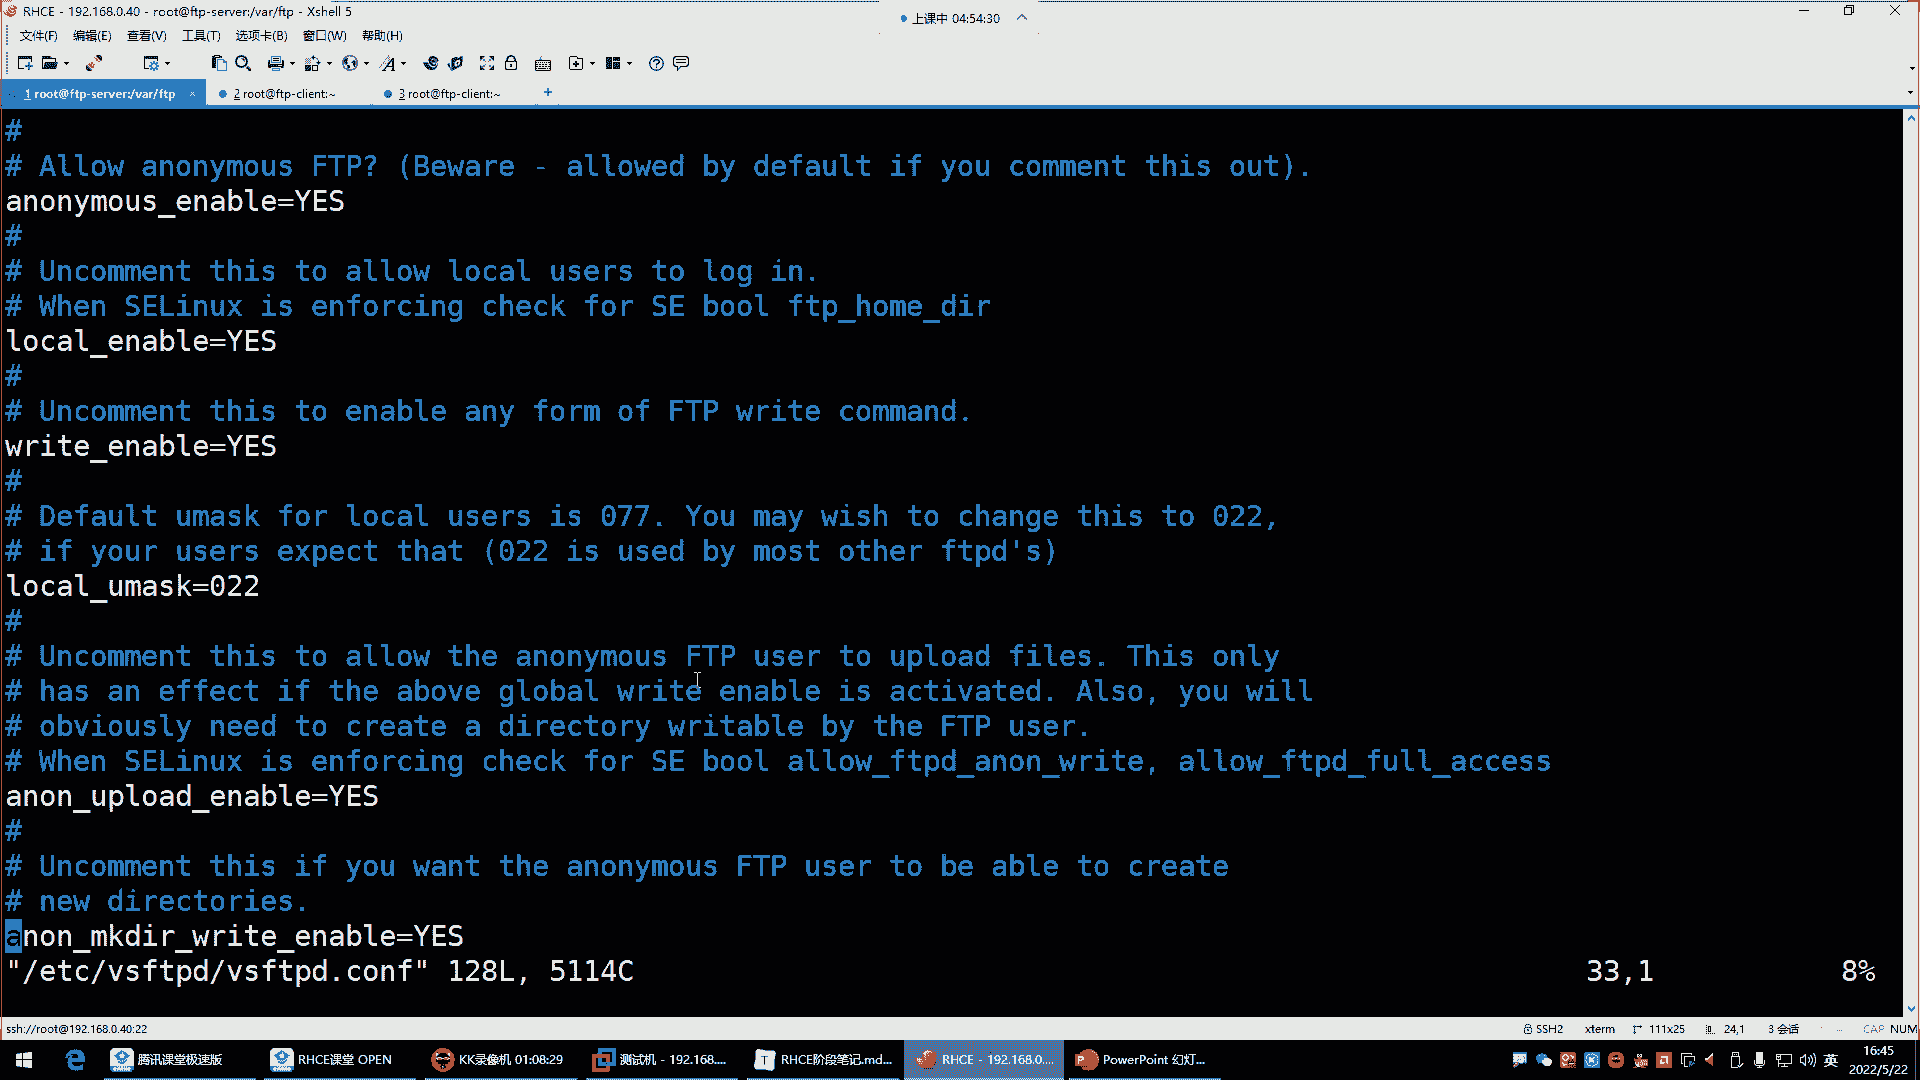 RHCE - 192.168.0.40 - root@ftp-server:/var/ftp - Xshell 5
上课中 04:54:30
文件(F) 编辑(E) 查看(V) 工具(T) 选项卡(B) 窗口(W) 帮助(H)
1 root@ftp-server:/var/ftp × 2 root@ftp-client:~ 3 root@ftp-client:~ +
#
# Allow anonymous FTP? (Beware - allowed by default if you comment this out).
anonymous_enable=YES
#
# Uncomment this to allow local users to log in.
# When SELinux is enforcing check for SE bool ftp_home_dir
local_enable=YES
#
# Uncomment this to enable any form of FTP write command.
write_enable=YES
#
# Default umask for local users is 077. You may wish to change this to 022,
# if your users expect that (022 is used by most other ftpd's)
local_umask=022
#
# Uncomment this to allow the anonymous FTP user to upload files. This only
# has an effect if the above global write enable is activated. Also, you will
# obviously need to create a directory writable by the FTP user.
# When SELinux is enforcing check for SE bool allow_ftpd_anon_write, allow_ftpd_full_access
anon_upload_enable=YES
#
# Uncomment this if you want the anonymous FTP user to be able to create
# new directories.
anon_mkdir_write_enable=YES
"/etc/vsftpd/vsftpd.conf" 128L, 5114C 33,1 8%
ssh://root@192.168.0.40:22 SSH2 xterm 111x25 24,1 3 会话 CAP NUM
腾讯课堂极速版 RHCE课堂 OPEN KK录像机 01:08:29 测试机 - 192.168.... RHCE阶段笔记.md... RHCE - 192.168.0.... PowerPoint 幻灯... 英 16:45
2022/5/22